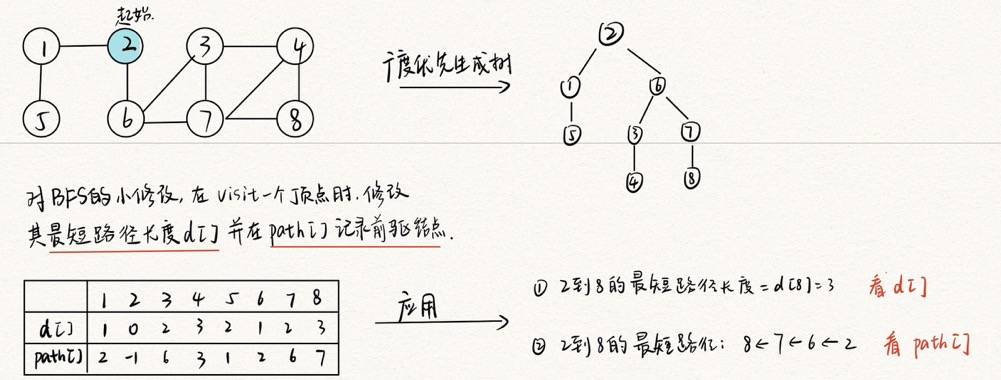 起始.
1 2 3 4
5 6 7 8
广度优先生成树
2
1 6
5 3 7
4 8
对BFS的小修改,在visit一个顶点时.修改
其最短路径长度d[]并在path[]记录前驱结点.
1 2 3 4 5 6 7 8
d[] 1 0 2 3 2 1 2 3
path[] 2 -1 6 3 1 2 6 7
应用
① 2到8的最短路径长度=d[8]=3 看d[]
② 2到8的最短路径: 8←7←6←2 看path[]